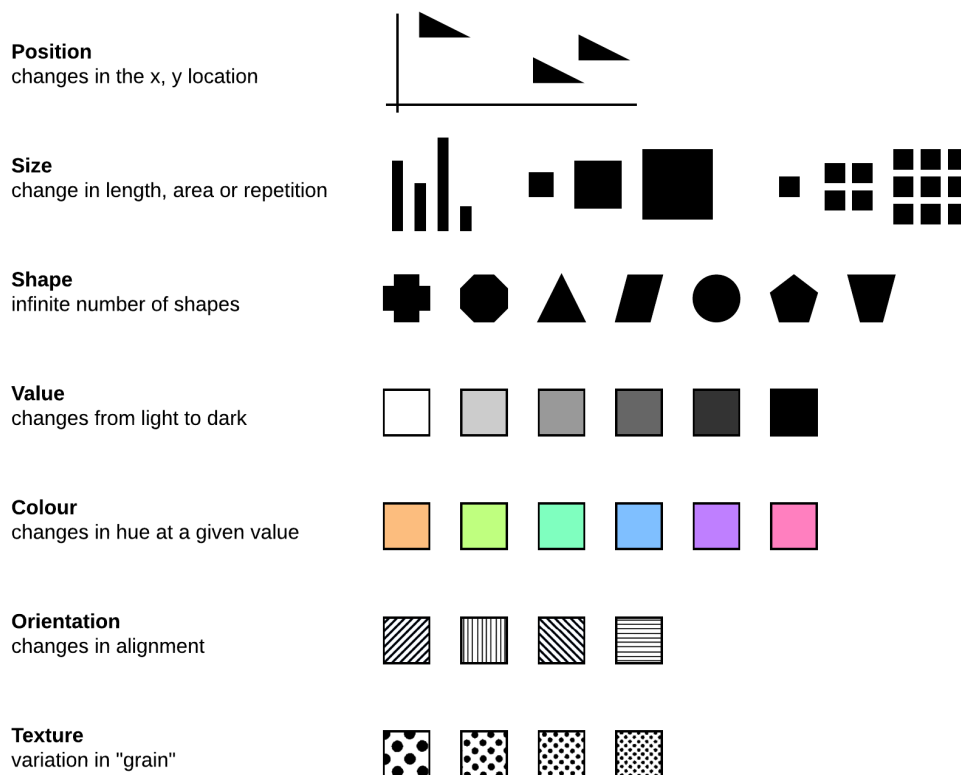 Position
changes in the x, y location
Size
change in length, area or repetition
Shape
infinite number of shapes
Value
changes from light to dark
Colour
changes in hue at a given value
Orientation
changes in alignment
Texture
variation in "grain"